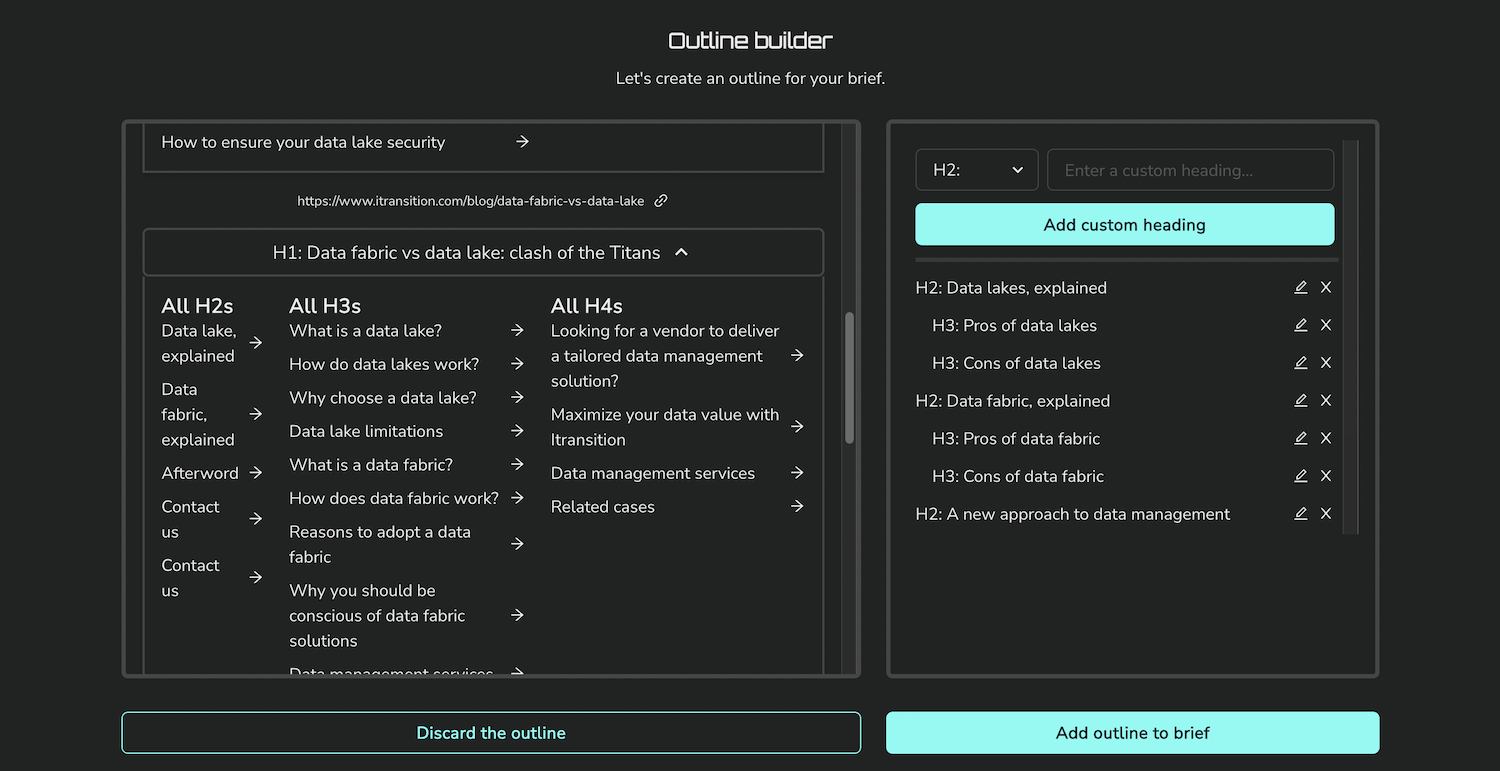 Outline builder
Let's create an outline for your brief.
How to ensure your data lake security
https://www.itransition.com/blog/data-fabric-vs-data-lake
H1: Data fabric vs data lake: clash of the Titans
All H2s
Data lake,
explained
Data
fabric,
explained
Afterword
Contact
us
Contact
us
All H3s
What is a data lake?
How do data lakes work?
Why choose a data lake?
Data lake limitations
What is a data fabric?
How does data fabric work?
Reasons to adopt a data
fabric
Why you should be
conscious of data fabric
solutions
Data management services
All H4s
Looking for a vendor to deliver
a tailored data management
solution?
Maximize your data value with
Itransition
Data management services
Related cases
H2:
Enter a custom heading...
Add custom heading
H2: Data lakes, explained
H3: Pros of data lakes
H3: Cons of data lakes
H2: Data fabric, explained
H3: Pros of data fabric
H3: Cons of data fabric
H2: A new approach to data management
Discard the outline
Add outline to brief